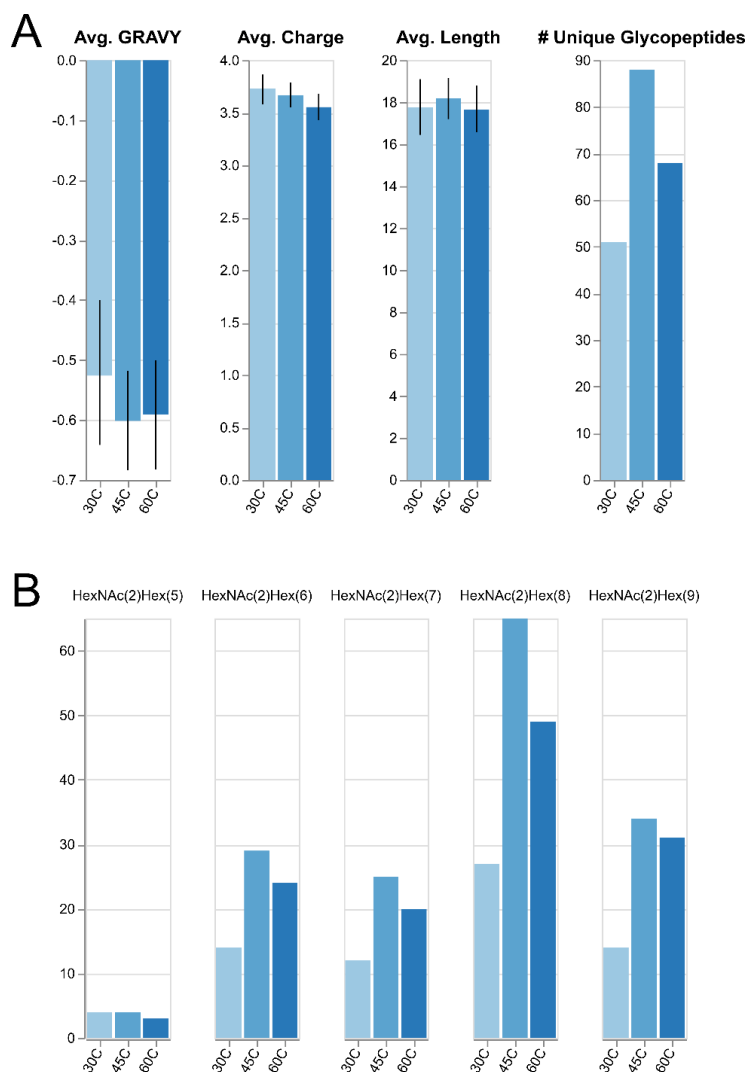 A
Avg. GRAVY
Avg. Charge
Avg. Length
# Unique Glycopeptides
0.0
-0.1
-0.2
-0.3
-0.4
-0.5
-0.6
-0.7
30C
45C
60C
4.0
3.5
3.0
2.5
2.0
1.5
1.0
0.5
0.0
30C
45C
60C
20
18
16
14
12
10
8
6
4
2
0
30C
45C
60C
90
80
70
60
50
40
30
20
10
0
30C
45C
60C
B
HexNAc(2)Hex(5)
HexNAc(2)Hex(6)
HexNAc(2)Hex(7)
HexNAc(2)Hex(8)
HexNAc(2)Hex(9)
60
50
40
30
20
10
0
30C
45C
60C
30C
45C
60C
30C
45C
60C
30C
45C
60C
30C
45C
60C